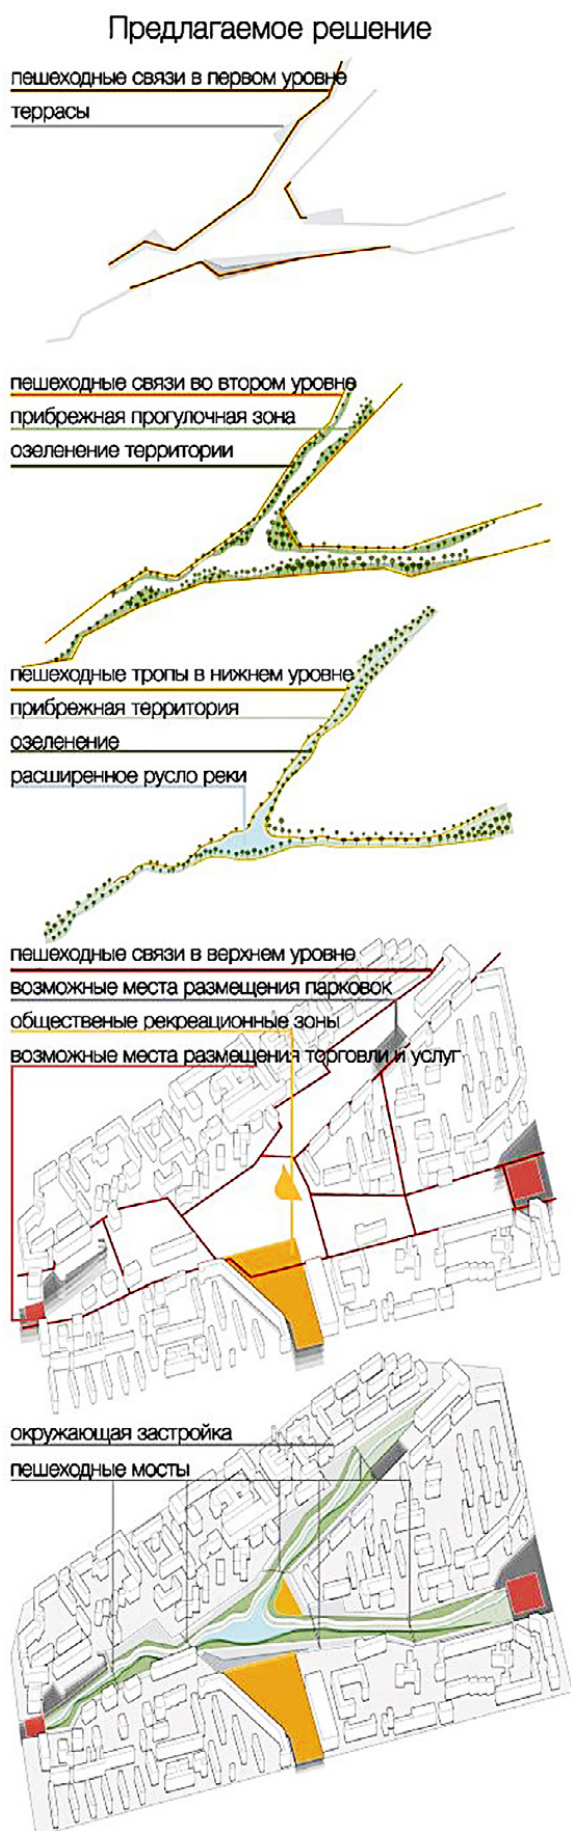 Предлагаемое решение
пешеходные связи в первом уровне
террасы
пешеходные связи во втором уровне
прибрежная прогулочная зона
озеленение территории
пешеходные тропы в нижнем уровне
прибрежная территория
озеленение
расширенное русло реки
пешеходные связи в верхнем уровне
возможные места размещения парковок
общественые рекреационные зоны
возможные места размещения торговли и услуг
окружающая застройка
пешеходные мосты